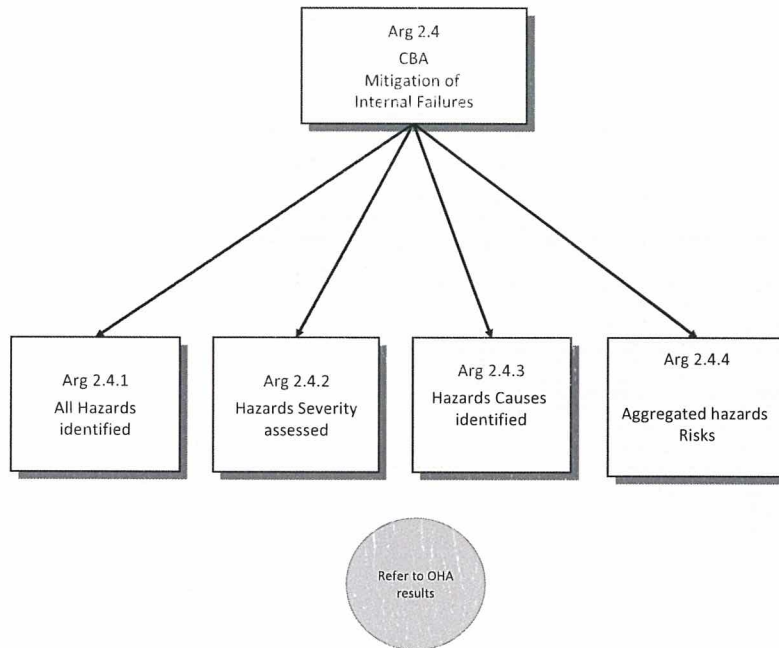 Arg 2.4
CBA
Mitigation of
Internal Failures
Arg 2.4.1
All Hazards
identified
Arg 2.4.2
Hazards Severity
assessed
Arg 2.4.3
Hazards Causes
identified
Arg 2.4.4
Aggregated hazards
Risks
Refer to OHA
results